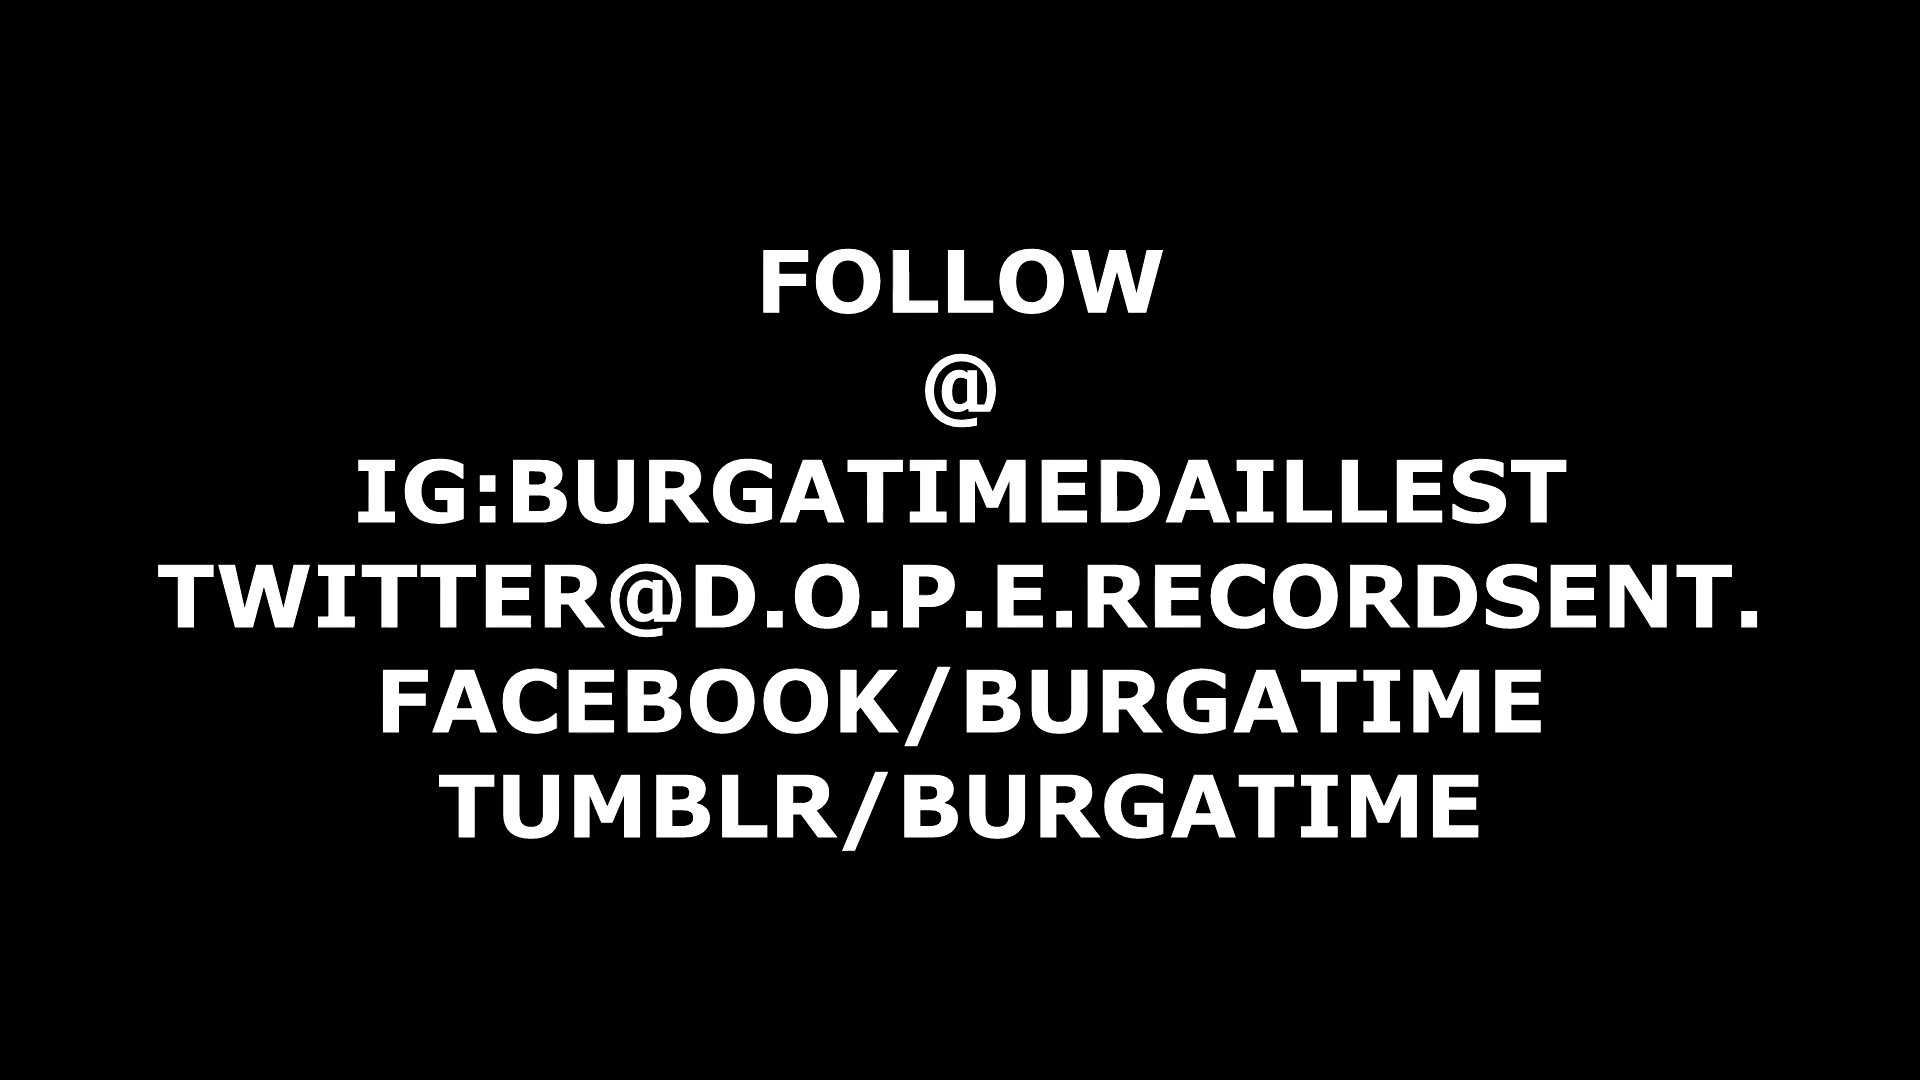 FOLLOW
@
IG:BURGATIMEDAILLEST
TWITTER@D.O.P.E.RECORDSENT.
FACEBOOK/BURGATIME
TUMBLR/BURGATIME